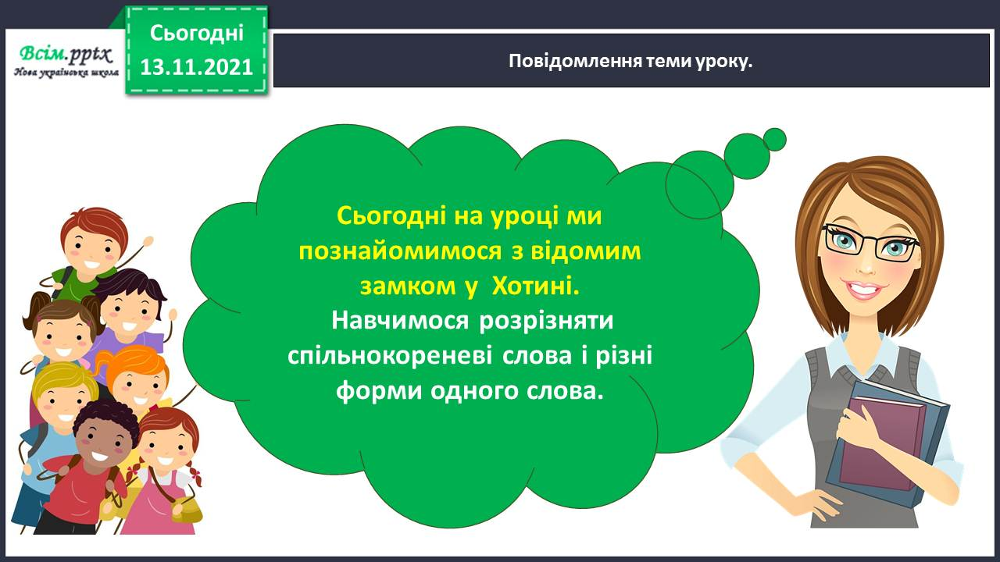 Всім.pptx
Нова українська школа
Сьогодні
13.11.2021
Повідомлення теми уроку.
Сьогодні на уроці ми
познайомимося з відомим
замком у Хотині.
Навчимося розрізняти
спільнокореневі слова і різні
форми одного слова.